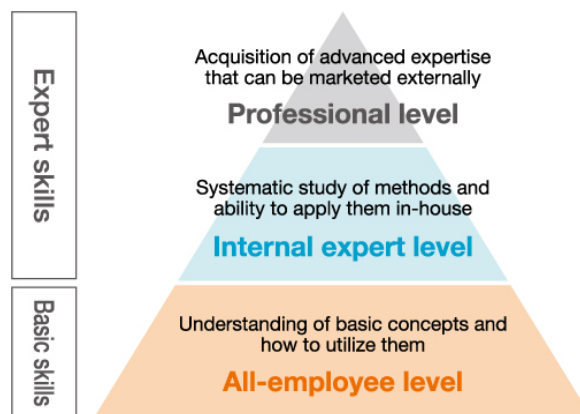 Expert skills
Acquisition of advanced expertise
that can be marketed externally
Professional level
Systematic study of methods and
ability to apply them in-house
Internal expert level
Basic skills
Understanding of basic concepts and
how to utilize them
All-employee level